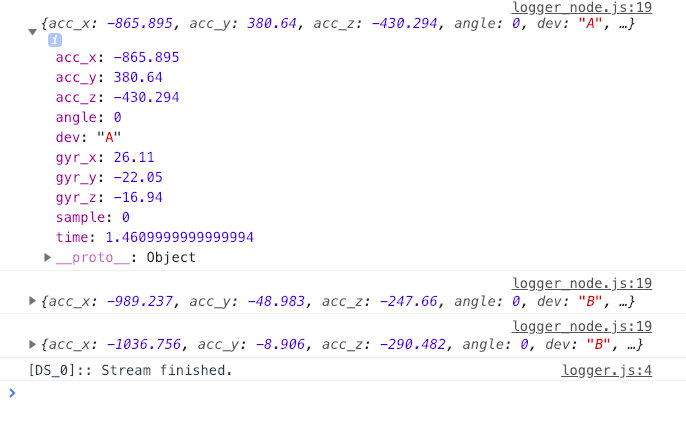 logger_node.js:19
{acc_x: -865.895, acc_y: 380.64, acc_z: -430.294, angle: 0, dev: "A", …}
i
acc_x: -865.895
acc_y: 380.64
acc_z: -430.294
angle: 0
dev: "A"
gyr_x: 26.11
gyr_y: -22.05
gyr_z: -16.94
sample: 0
time: 1.4609999999999994
__proto__: Object
logger_node.js:19
{acc_x: -989.237, acc_y: -48.983, acc_z: -247.66, angle: 0, dev: "B", …}
logger_node.js:19
{acc_x: -1036.756, acc_y: -8.906, acc_z: -290.482, angle: 0, dev: "B", …}
[DS_0]:: Stream finished. logger.js:4